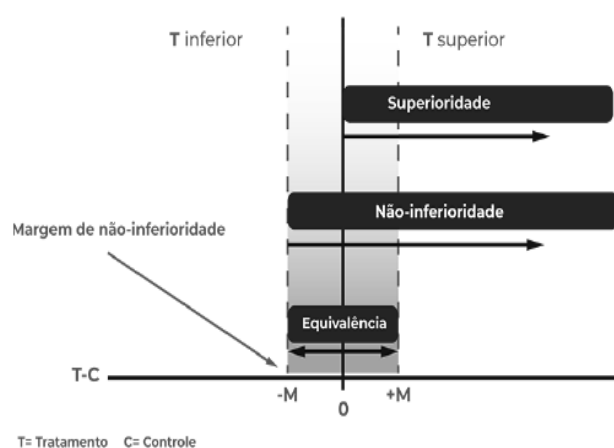 T inferior
T superior
Superioridade
Não-inferioridade
Margem de não-inferioridade
Equivalência
T-C
-M
0
+M
T= Tratamento C= Controle